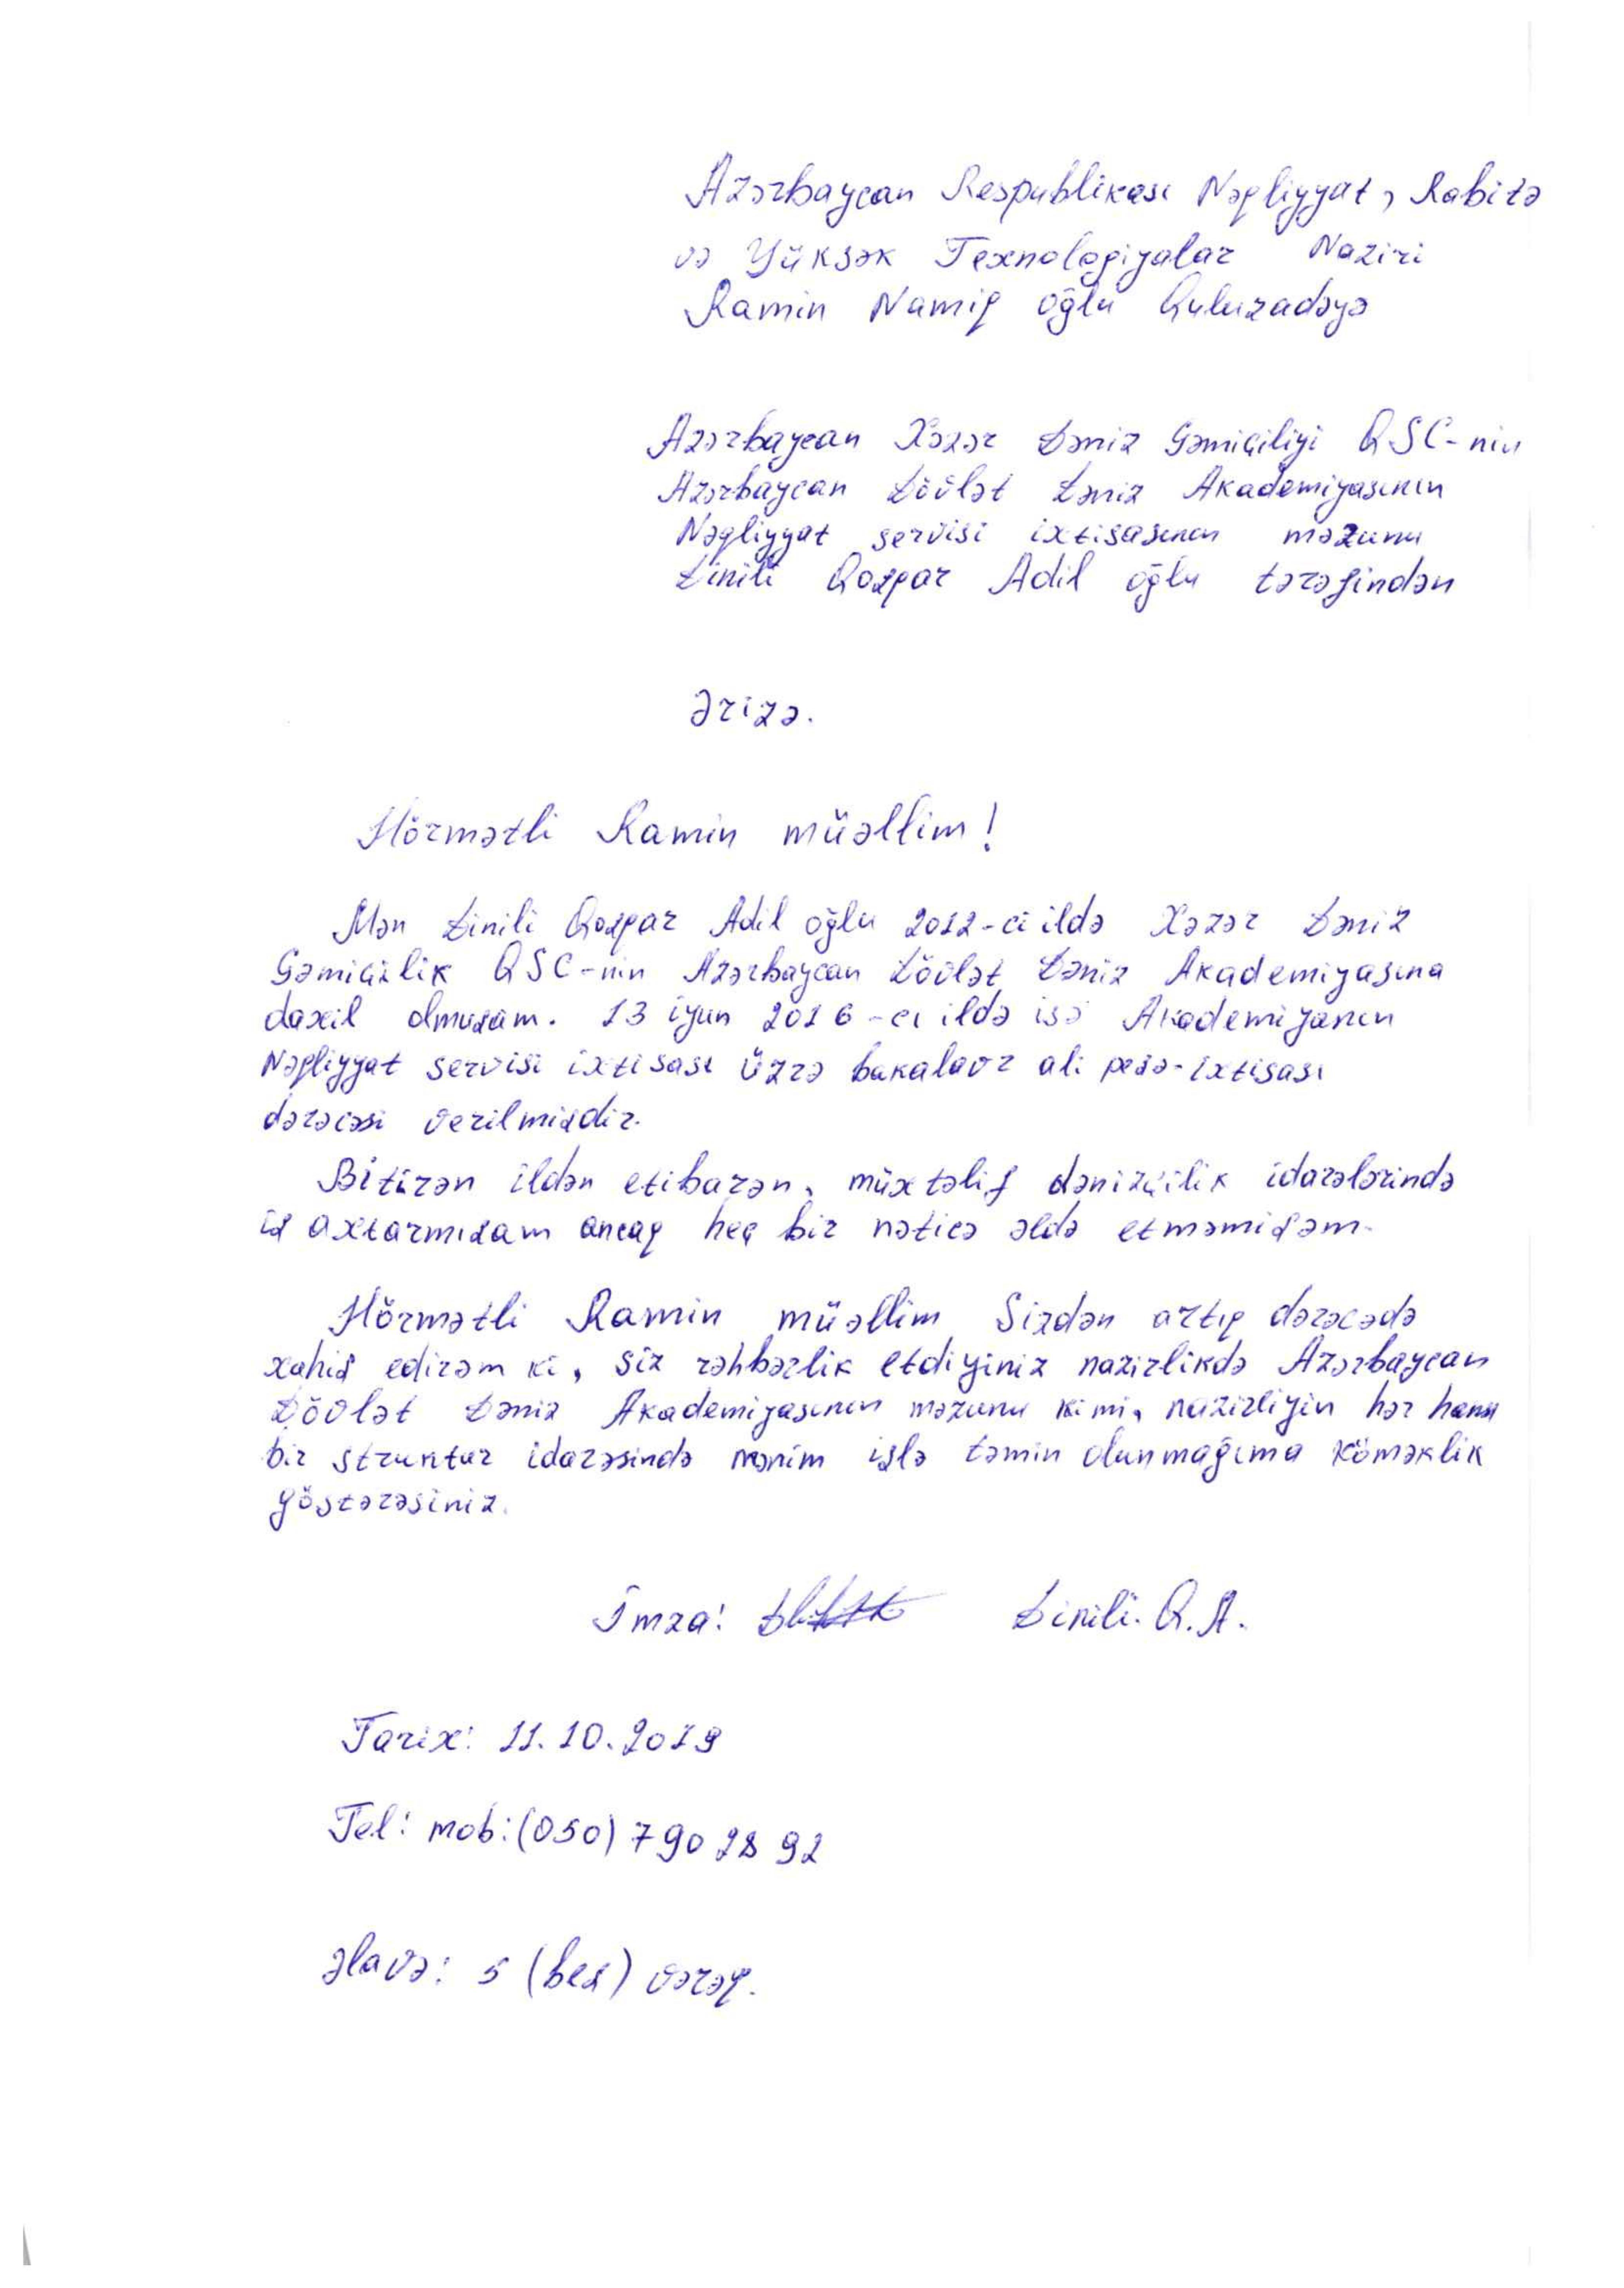 Azərbaycan Respublikası Nəqliyyat, Rabitə
və Yüksək Texnologiyalar Naziri
Ramin Namiq oğlu Quluzadəyə
Azərbaycan Xəzər Dəniz Gəmiçiliyi QSC-nin
Azərbaycan Dövlət Dəniz Akademiyasının
Nəqliyyat servisi ixtisasının məzunu
Dinili Qoşqar Adil oğlu tərəfindən
Ərizə.
Hörmətli Ramin müəllim!
Mən Dinili Qoşqar Adil oğlu 2012-ci ildə Xəzər Dəniz
Gəmiçilik QSC-nin Azərbaycan Dövlət Dəniz Akademiyasına
daxil olmuşam. 13 iyun 2016-cı ildə isə Akademiyanın
Nəqliyyat servisi ixtisası üzrə bakalavr ali peşə-ixtisası
dərəcəsi verilmişdir.
Bitirən ildən etibarən, müxtəlif dənizçilik idarələrində
iş axtarmışam ancaq heç bir nəticə əldə etməmişəm.
Hörmətli Ramin müəllim Sizdən artıq dərəcədə
xahiş edirəm ki, siz rəhbərlik etdiyiniz nazirlikdə Azərbaycan
Dövlət Dəniz Akademiyasının məzunu kimi, nazirliyin hər hansı
bir struktur idarəsində mənim işlə təmin olunmağıma köməklik
göstərəsiniz.
İmza: Dinili. Q.A.
Tarix: 11.10.2019
Tel: mob: (050) 790 28 92
Əlavə: 5 (beş) vərəq.